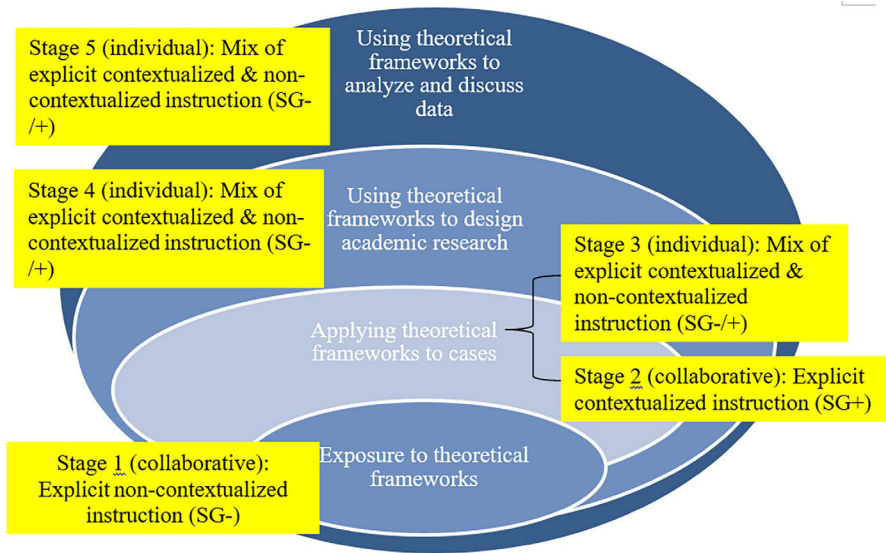 Using theoretical
frameworks to
analyze and discuss
data
Stage 5 (individual): Mix of
explicit contextualized & non-
contextualized instruction (SG-
/+)
Using theoretical
frameworks to design
academic research
Stage 4 (individual): Mix of
explicit contextualized & non-
contextualized instruction (SG-
/+)
Stage 3 (individual): Mix of
explicit contextualized &
non-contextualized
instruction (SG-/+)
Applying theoretical
frameworks to cases
Stage 2 (collaborative): Explicit
contextualized instruction (SG+)
Exposure to theoretical
frameworks
Stage 1 (collaborative):
Explicit non-contextualized
instruction (SG-)